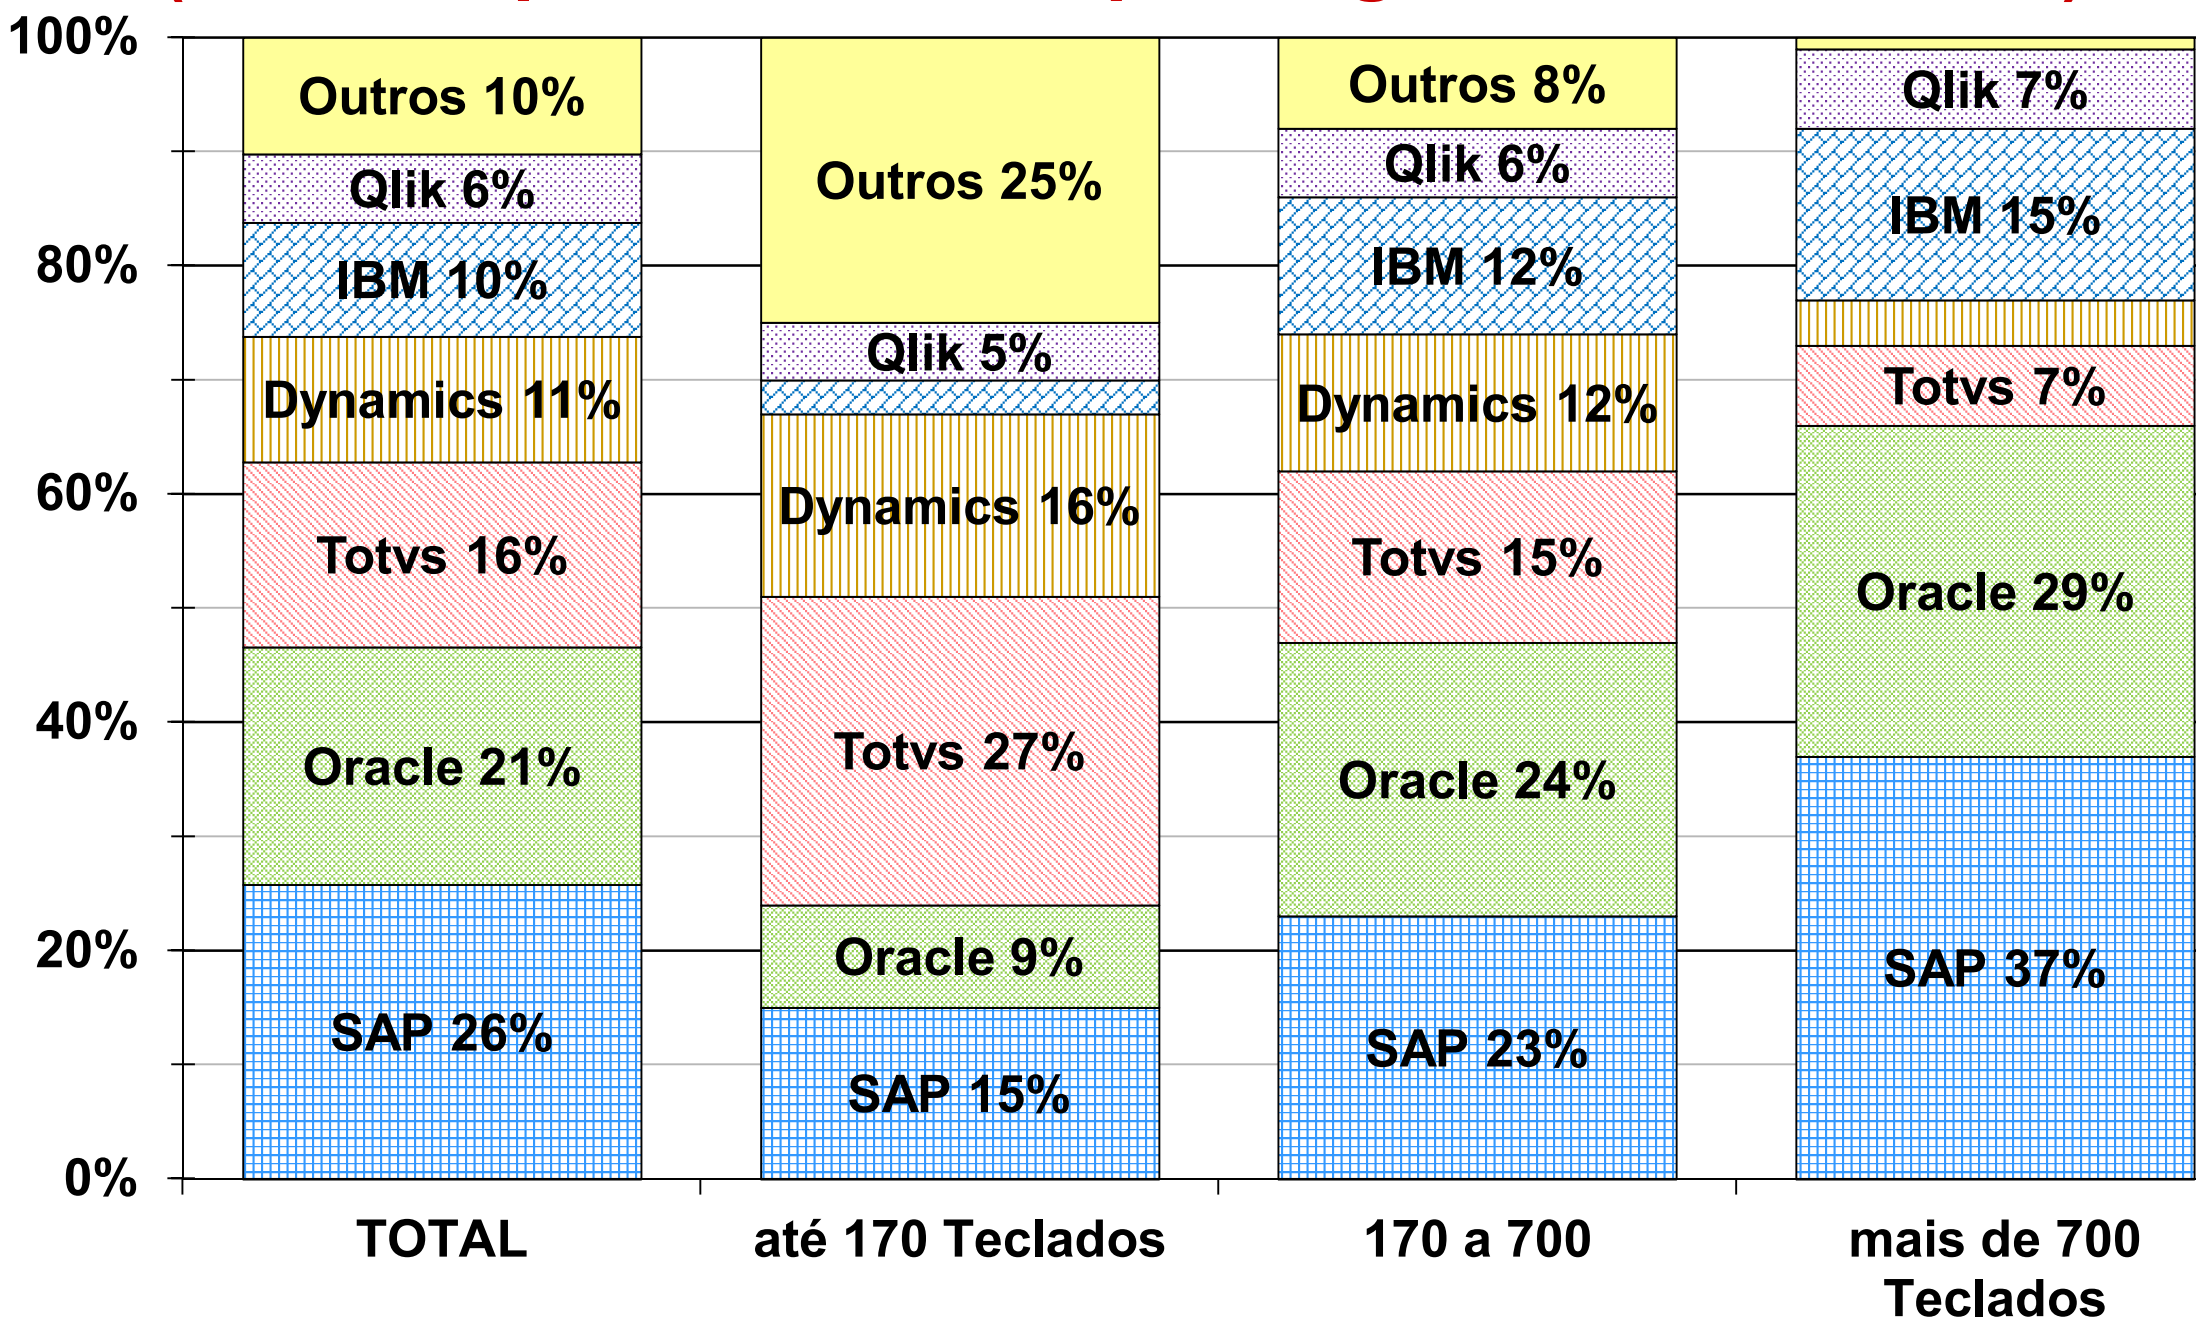 100%
80%
60%
40%
20%
0%
Outros 10%
Qlik 6%
IBM 10%
Dynamics 11%
Totvs 16%
Oracle 21%
SAP 26%
Outros 25%
Qlik 5%
Dynamics 16%
Totvs 27%
Oracle 9%
SAP 15%
Outros 8%
Qlik 6%
IBM 12%
Dynamics 12%
Totvs 15%
Oracle 24%
SAP 23%
Qlik 7%
IBM 15%
Totvs 7%
Oracle 29%
SAP 37%
TOTAL
até 170 Teclados
170 a 700
mais de 700
Teclados